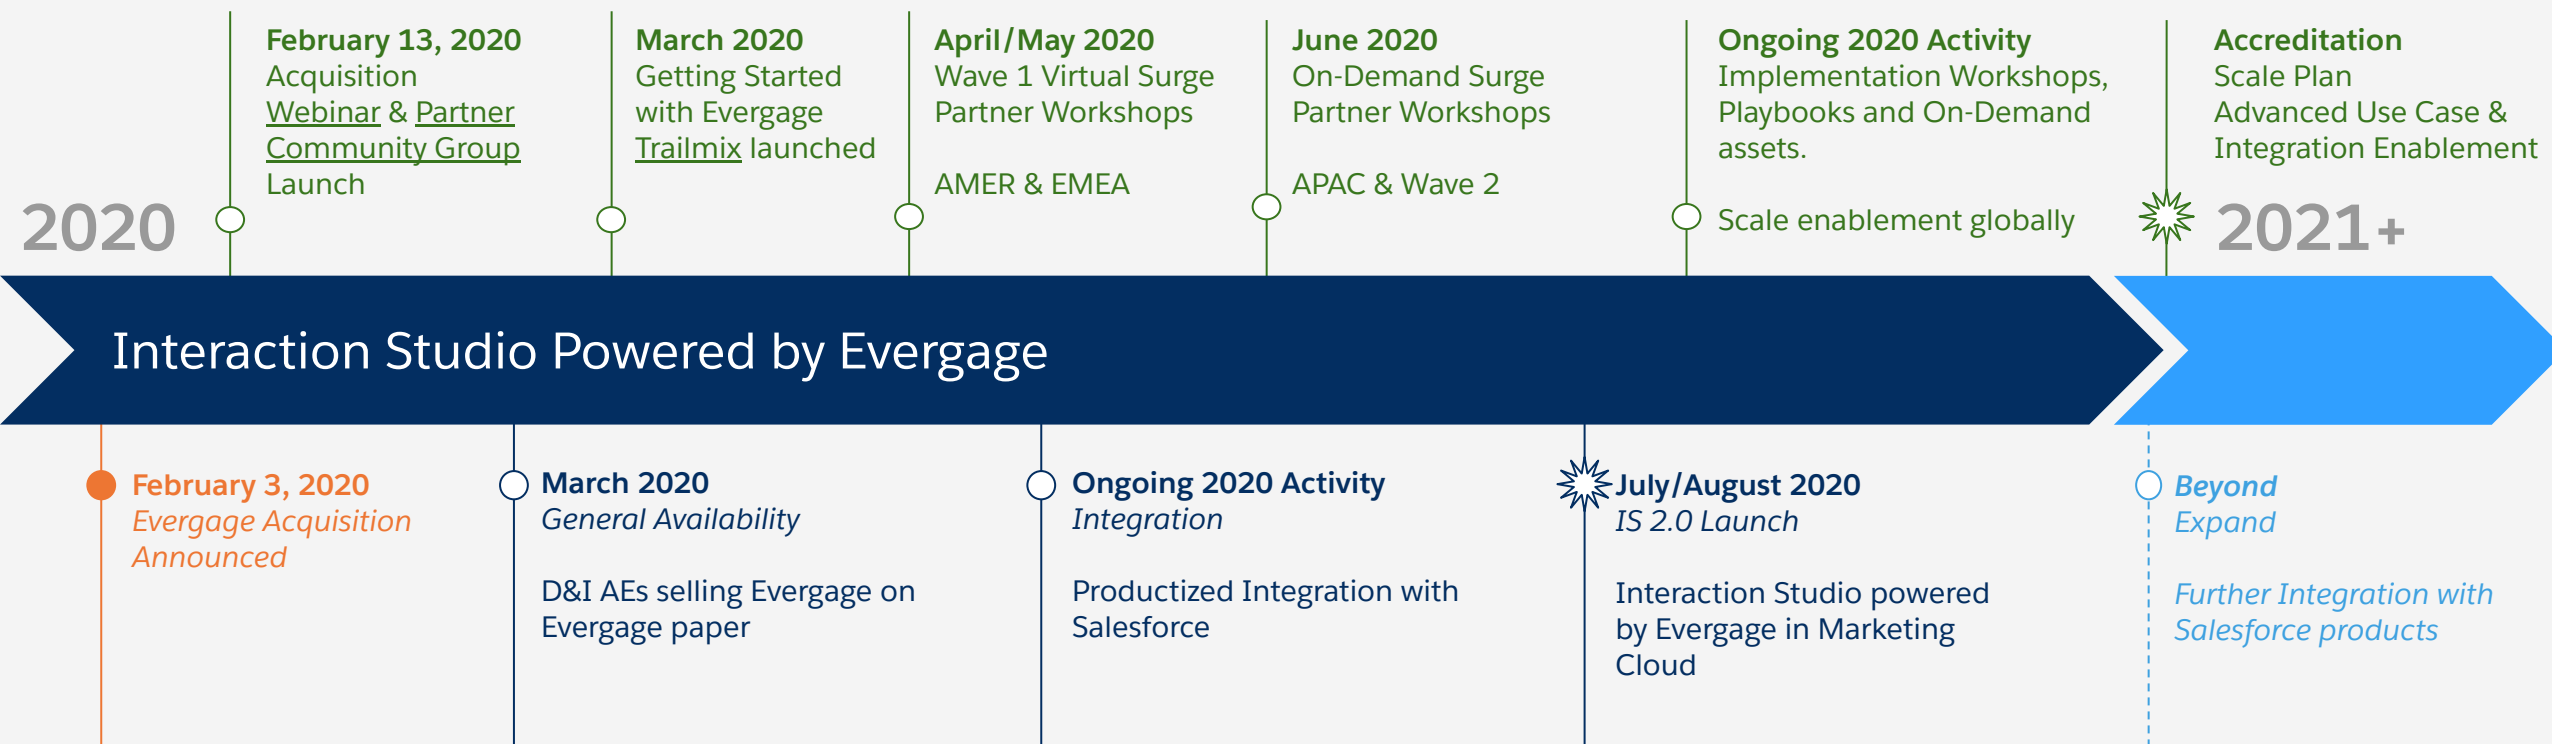 February 13, 2020
Acquisition
Webinar & Partner
Community Group
Launch
March 2020
Getting Started
with Evergage
Trailmix launched
April/May 2020
Wave 1 Virtual Surge
Partner Workshops
AMER & EMEA
June 2020
On-Demand Surge
Partner Workshops
APAC & Wave 2
Ongoing 2020 Activity
Implementation Workshops,
Playbooks and On-Demand
assets.
Scale enablement globally
Accreditation
Scale Plan
Advanced Use Case &
Integration Enablement
2020
2021+
Interaction Studio Powered by Evergage
February 3, 2020
Evergage Acquisition
Announced
March 2020
General Availability
D&I AEs selling Evergage on
Evergage paper
Ongoing 2020 Activity
Integration
Productized Integration with
Salesforce
July/August 2020
IS 2.0 Launch
Interaction Studio powered
by Evergage in Marketing
Cloud
Beyond
Expand
Further Integration with
Salesforce products